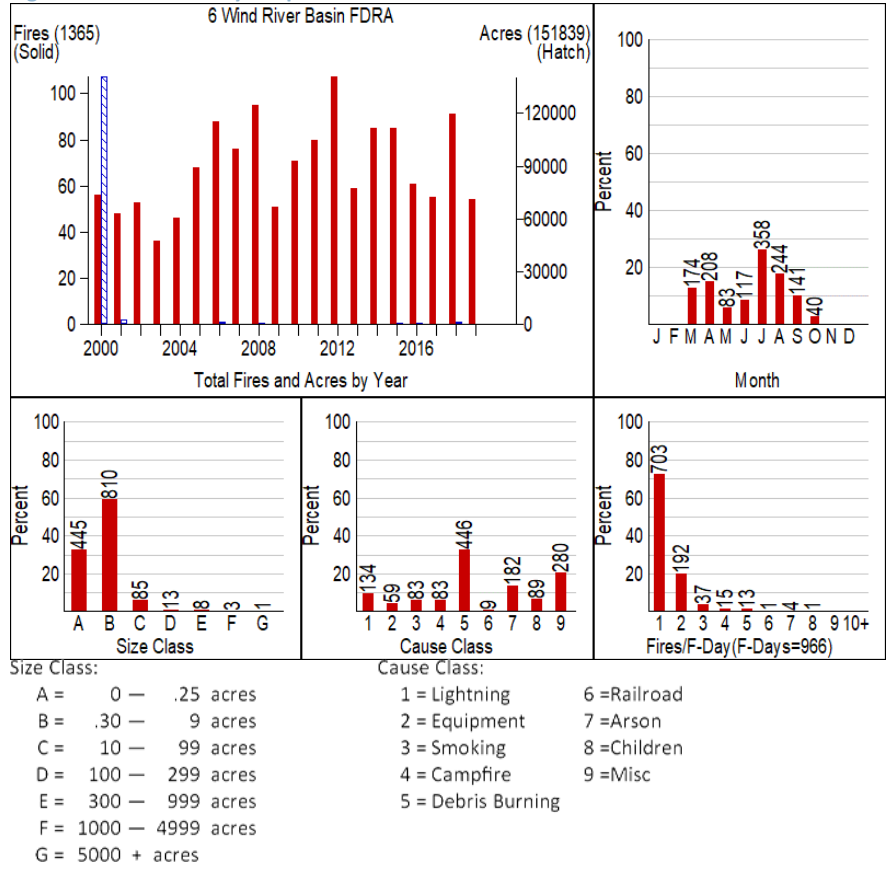 6 Wind River Basin FDRA
Fires (1365)
(Solid)
Acres (151839)
(Hatch)
100
80
60
40
20
0
120000
90000
60000
30000
0
2000 2004 2008 2012 2016
Total Fires and Acres by Year
100
80
60
40
20
Percent
174 208 83 117 358 244 141 40
J F M A M J J A S O N D
Month
100
80
60
40
20
Percent
445 810 85 13 8 3 1
A B C D E F G
Size Class
100
80
60
40
20
Percent
134 59 83 83 446 9 182 89 280
1 2 3 4 5 6 7 8 9
Cause Class
100
80
60
40
20
Percent
703 192 37 15 13 1 4 1
1 2 3 4 5 6 7 8 9 10+
Fires/F-Day(F-Days=966)
Size Class:
A = 0 — .25 acres
B = .30 — 9 acres
C = 10 — 99 acres
D = 100 — 299 acres
E = 300 — 999 acres
F = 1000 — 4999 acres
G = 5000 + acres
Cause Class:
1 = Lightning 6 =Railroad
2 = Equipment 7 =Arson
3 = Smoking 8 =Children
4 = Campfire 9 =Misc
5 = Debris Burning